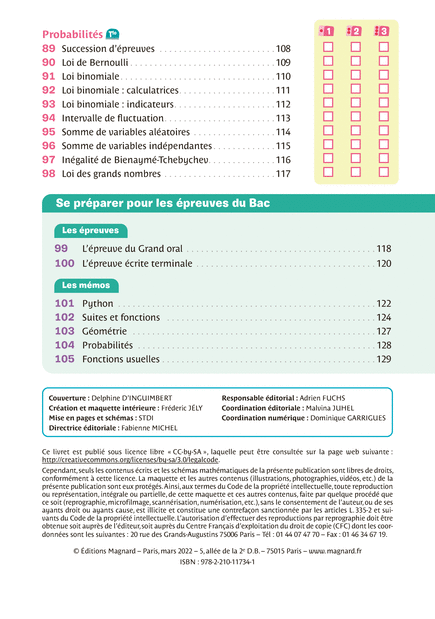 Probabilités Tle
89 Succession d'épreuves 108
90 Loi de Bernoulli 109
91 Loi binomiale 110
92 Loi binomiale : calculatrices 111
93 Loi binomiale : indicateurs 112
94 Intervalle de fluctuation 113
95 Somme de variables aléatoires 114
96 Somme de variables indépendantes 115
97 Inégalité de Bienaymé-Tchebychev 116
98 Loi des grands nombres 117
1 2 3
Se préparer pour les épreuves du Bac
Les épreuves
99 L'épreuve du Grand oral 118
100 L'épreuve écrite terminale 120
Les mémos
101 Python 122
102 Suites et fonctions 124
103 Géométrie 127
104 Probabilités 128
105 Fonctions usuelles 129
Couverture : Delphine D'INGUIMBERT
Création et maquette intérieure : Fréderic JÉLY
Mise en pages et schémas : STDI
Directrice éditoriale : Fabienne MICHEL
Responsable éditorial : Adrien FUCHS
Coordination éditoriale : Malvina JUHEL
Coordination numérique : Dominique GARRIGUES
Ce livret est publié sous licence libre « CC-by-SA », laquelle peut être consultée sur la page web suivante :
http://creativecommons.org/licenses/by-sa/3.0/legalcode.
Cependant, seuls les contenus écrits et les schémas mathématiques de la présente publication sont libres de droits,
conformément à cette licence. La maquette et les autres contenus (illustrations, photographies, vidéos, etc.) de la
présente publication sont eux protégés. Ainsi, aux termes du Code de la propriété intellectuelle, toute reproduction
ou représentation, intégrale ou partielle, de cette maquette et ces autres contenus, faite par quelque procédé que
ce soit (reprographie, microfilmage, scannérisation, numérisation, etc.), sans le consentement de l'auteur, ou de ses
ayants droit ou ayants cause, est illicite et constitue une contrefaçon sanctionnée par les articles L. 335-2 et sui-
vants du Code de la propriété intellectuelle. L'autorisation d'effectuer des reproductions par reprographie doit être
obtenue soit auprès de l'éditeur, soit auprès du Centre Français d'exploitation du droit de copie (CFC) dont les coor-
données sont les suivantes : 20 rue des Grands-Augustins 75006 Paris – Tél : 01 44 07 47 70 – Fax : 01 46 34 67 19.
© Éditions Magnard – Paris, mars 2022 – 5, allée de la 2e D.B. – 75015 Paris – www.magnard.fr
ISBN : 978-2-210-11734-1